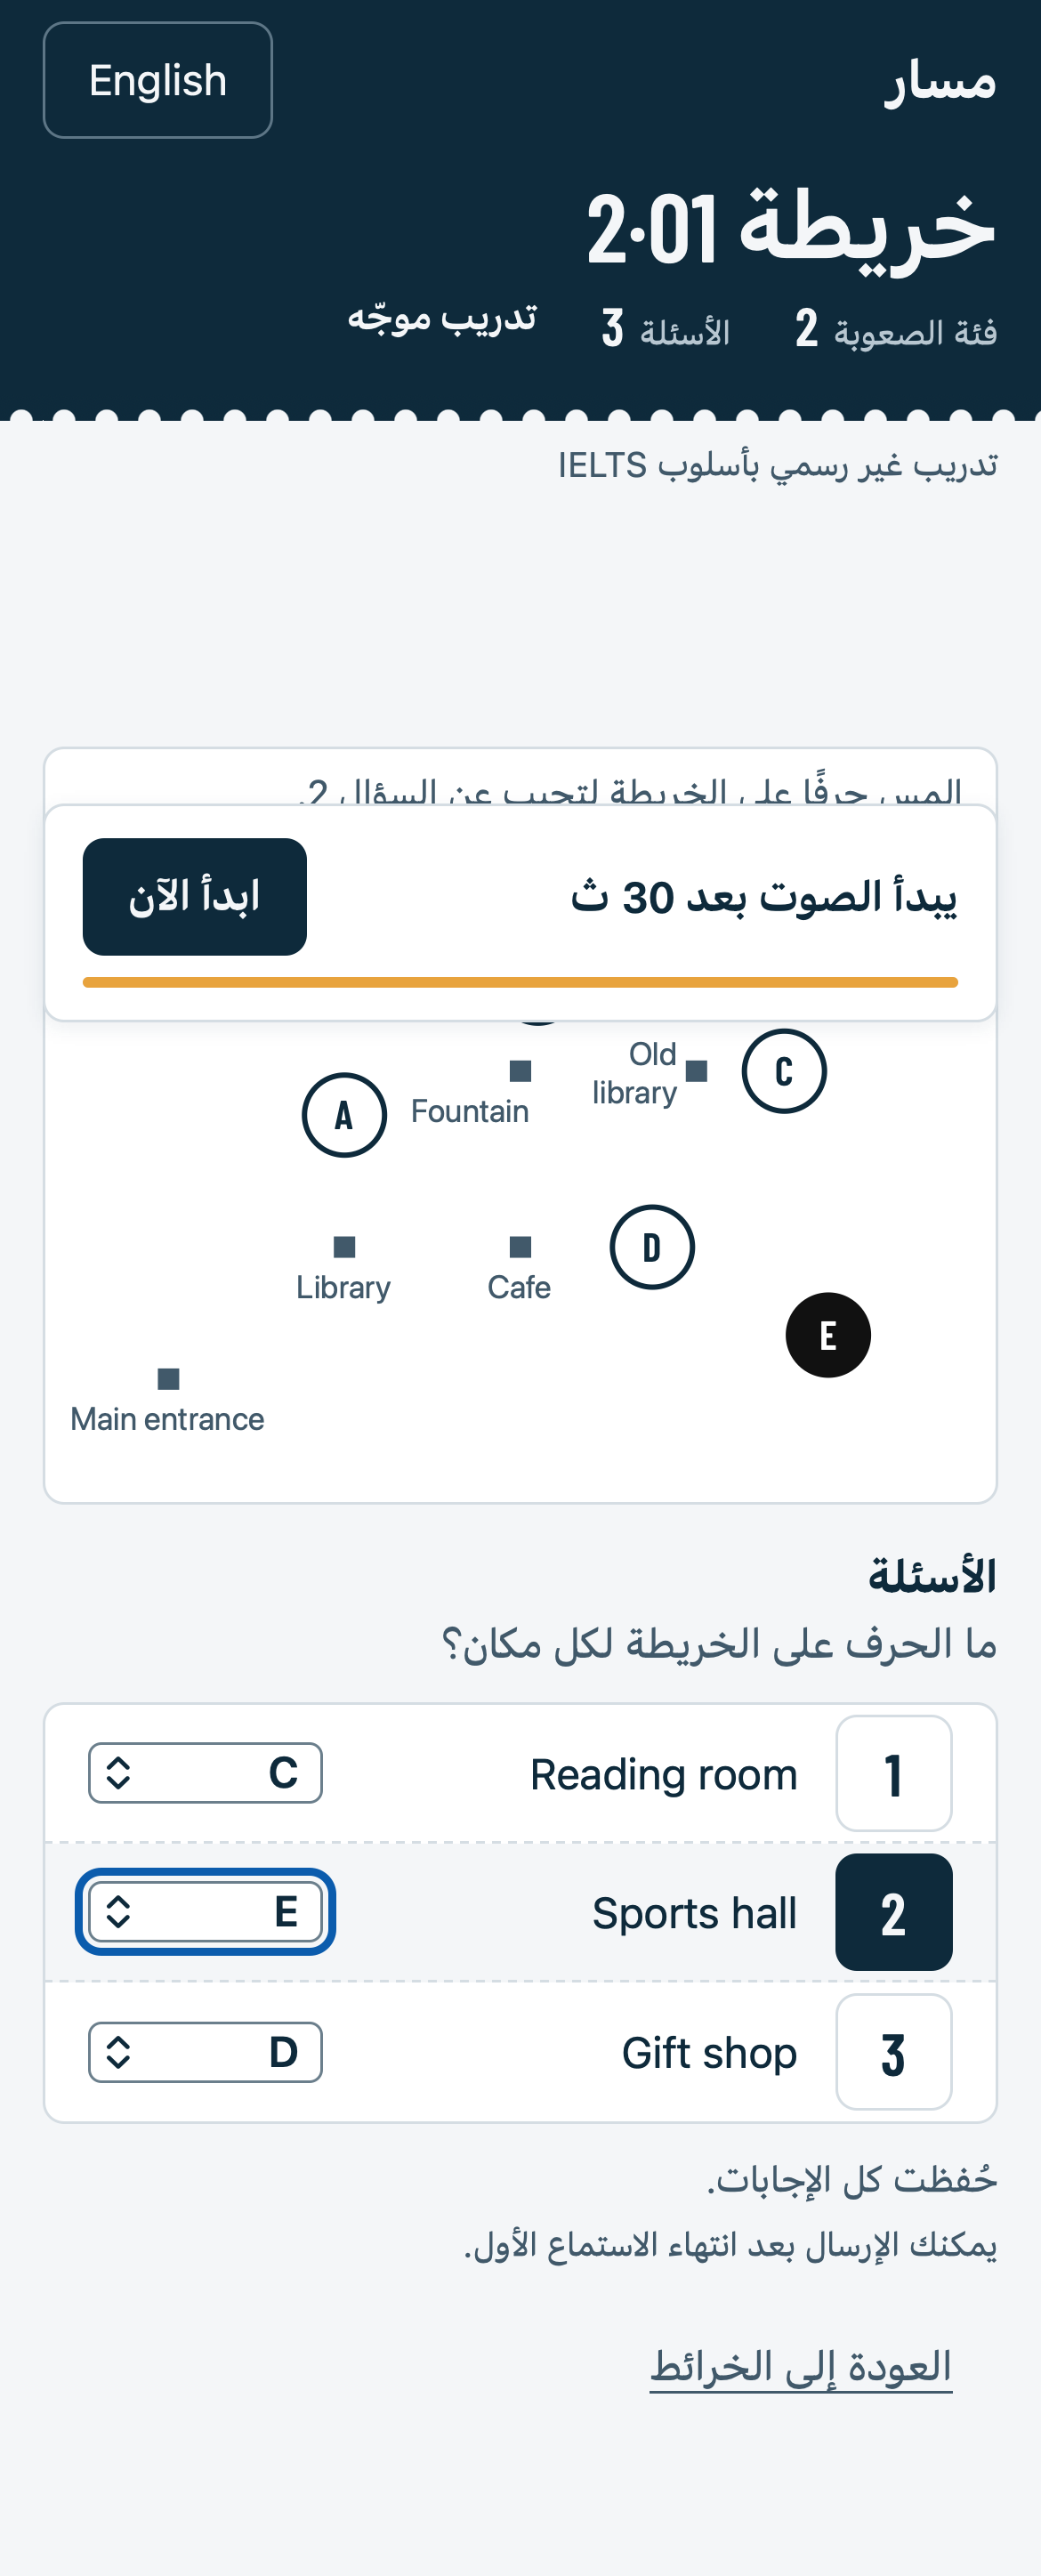 مسار
English
خريطة 2·01
فئة الصعوبة 2 الأسئلة 3 تدريب موجّه
تدريب غير رسمي بأسلوب IELTS
المس حرفًا على الخريطة لتجيب عن السؤال 2.
يبدأ الصوت بعد 30 ث
ابدأ الآن
Old
library
C
A
Fountain
D
Library
Cafe
E
Main entrance
الأسئلة
ما الحرف على الخريطة لكل مكان؟
1 Reading room C
2 Sports hall E
3 Gift shop D
حُفظت كل الإجابات.
يمكنك الإرسال بعد انتهاء الاستماع الأول.
العودة إلى الخرائط